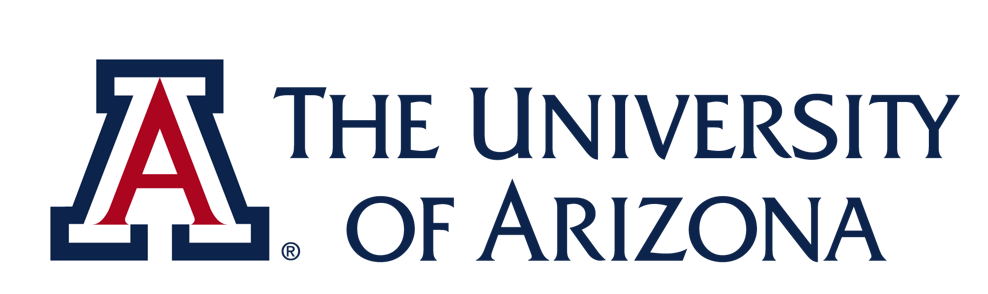 A ®
THE UNIVERSITY
OF ARIZONA